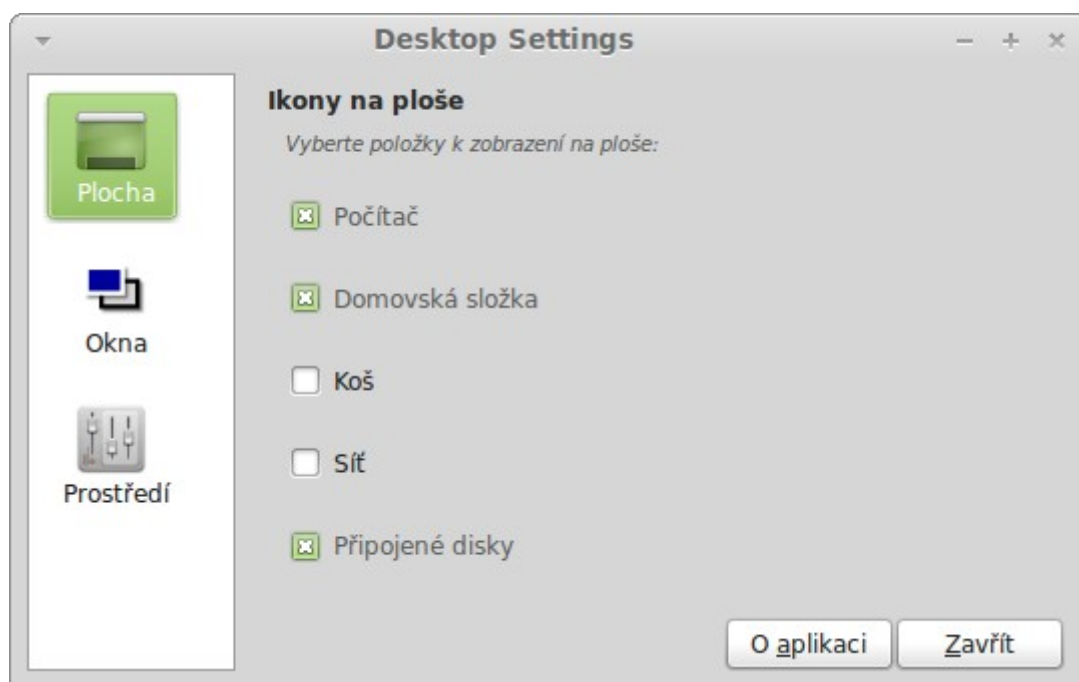 Desktop Settings
Plocha
Okna
Prostředí
Ikony na ploše
Vyberte položky k zobrazení na ploše:
Počítač
Domovská složka
Koš
Síť
Připojené disky
O aplikaci
Zavřít